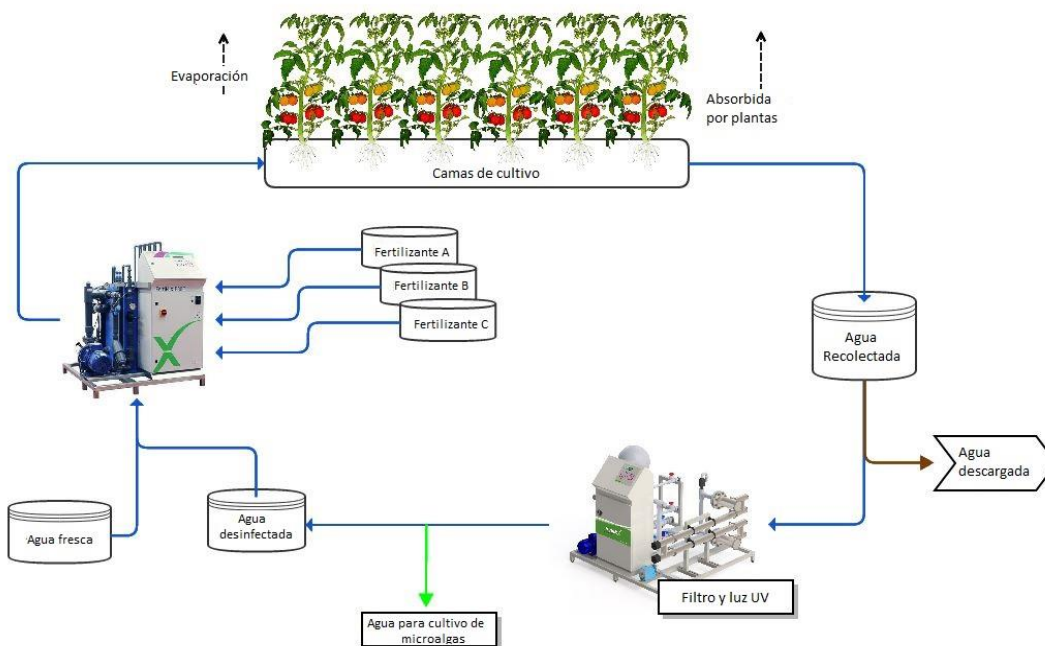 Evaporación
Absorbida
por plantas
Camas de cultivo
Fertilizante A
Fertilizante B
Fertilizante C
Agua
Recolectada
Agua
descargada
Agua
desinfectada
Agua fresca
Filtro y luz UV
Agua para cultivo de
microalgas